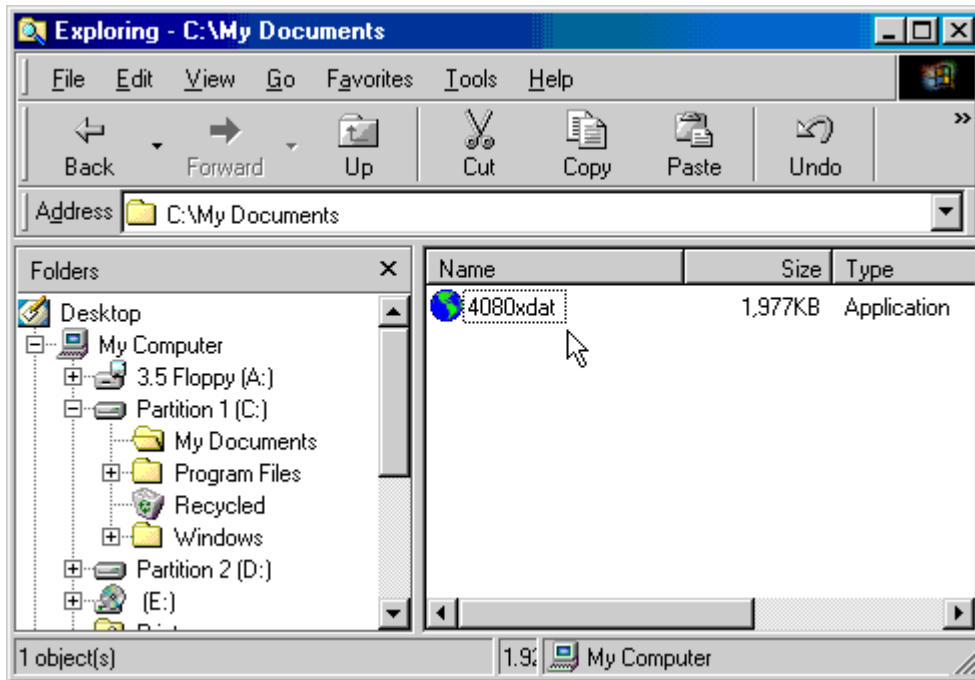 Exploring - C:\My Documents
File Edit View Go Favorites Tools Help
»
Back Forward Up Cut Copy Paste Undo
Address C:\My Documents
Folders
Name Size Type
4080xdat 1,977KB Application
Desktop
My Computer
3.5 Floppy (A:)
Partition 1 (C:)
My Documents
Program Files
Recycled
Windows
Partition 2 (D:)
(E:)
1 object(s) My Computer